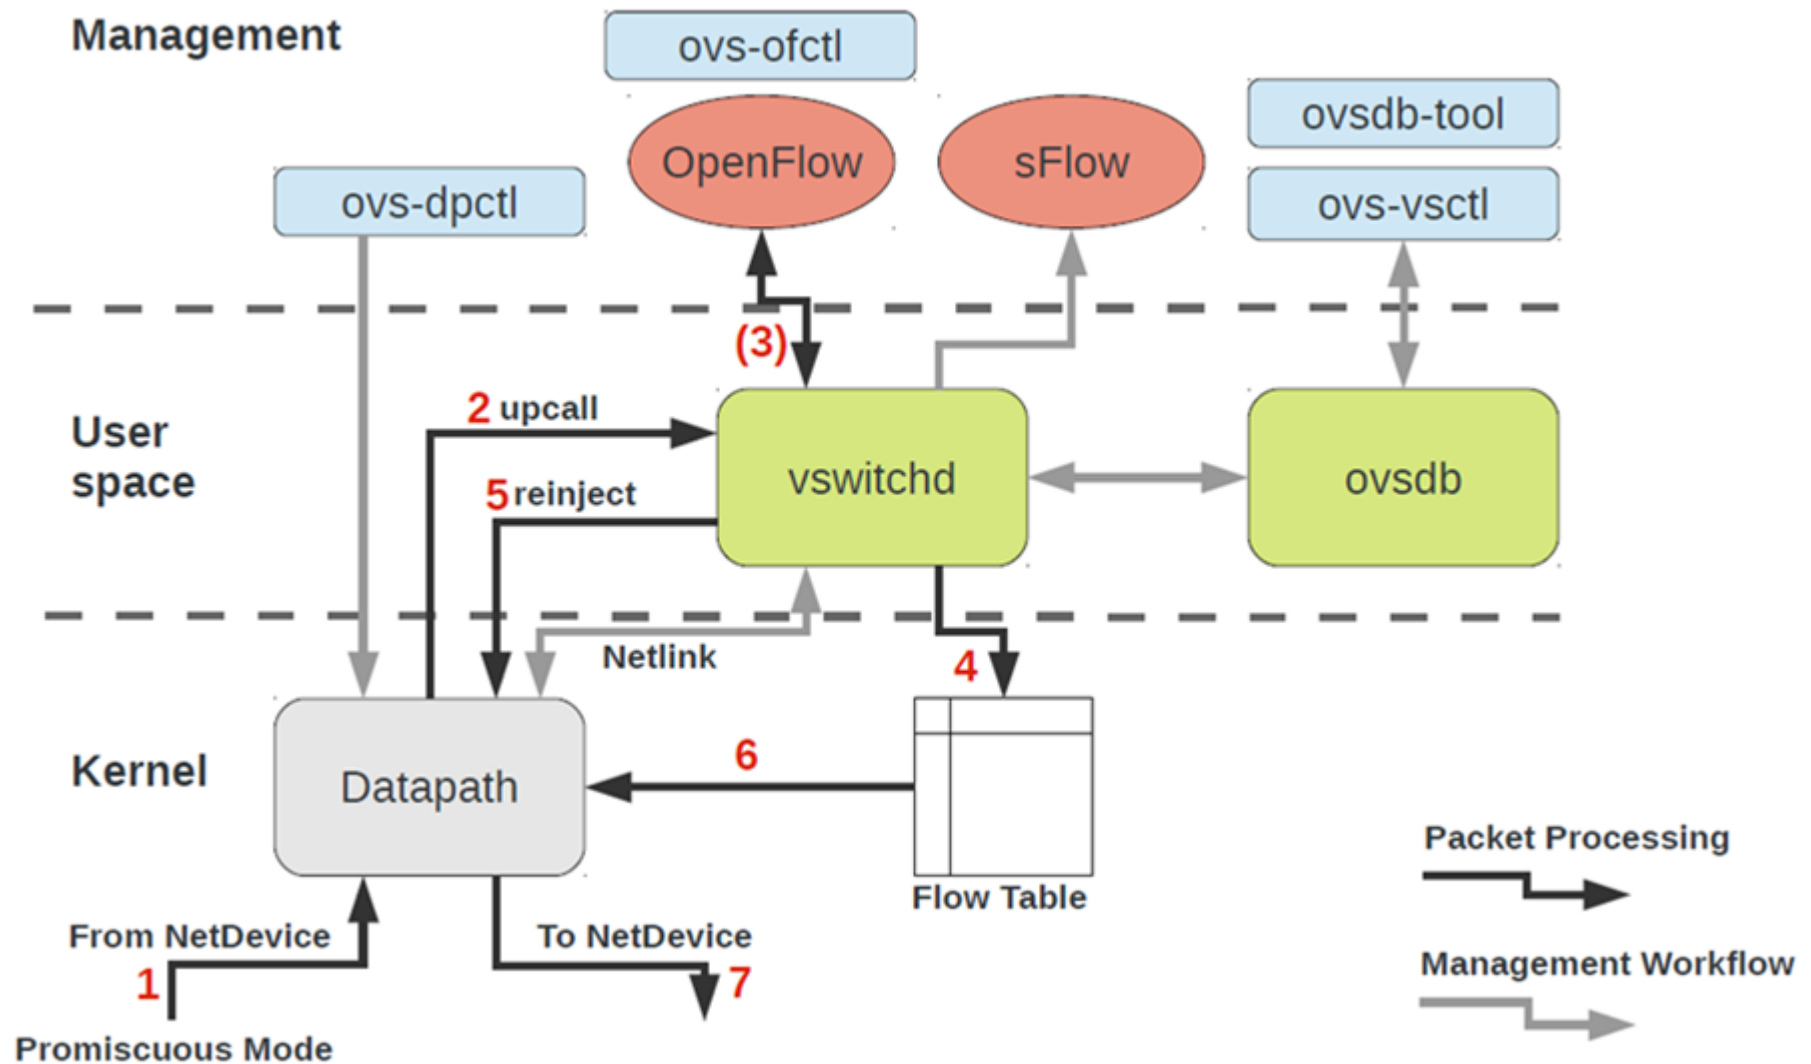 Management
ovs-ofctl
OpenFlow
sFlow
ovsdb-tool
ovs-vsctl
ovs-dpctl
(3)
User
space
2 upcall
5 reinject
vswitchd
ovsdb
Netlink
4
Kernel
Datapath
6
Flow Table
From NetDevice
1
Promiscuous Mode
To NetDevice
7
Packet Processing
Management Workflow